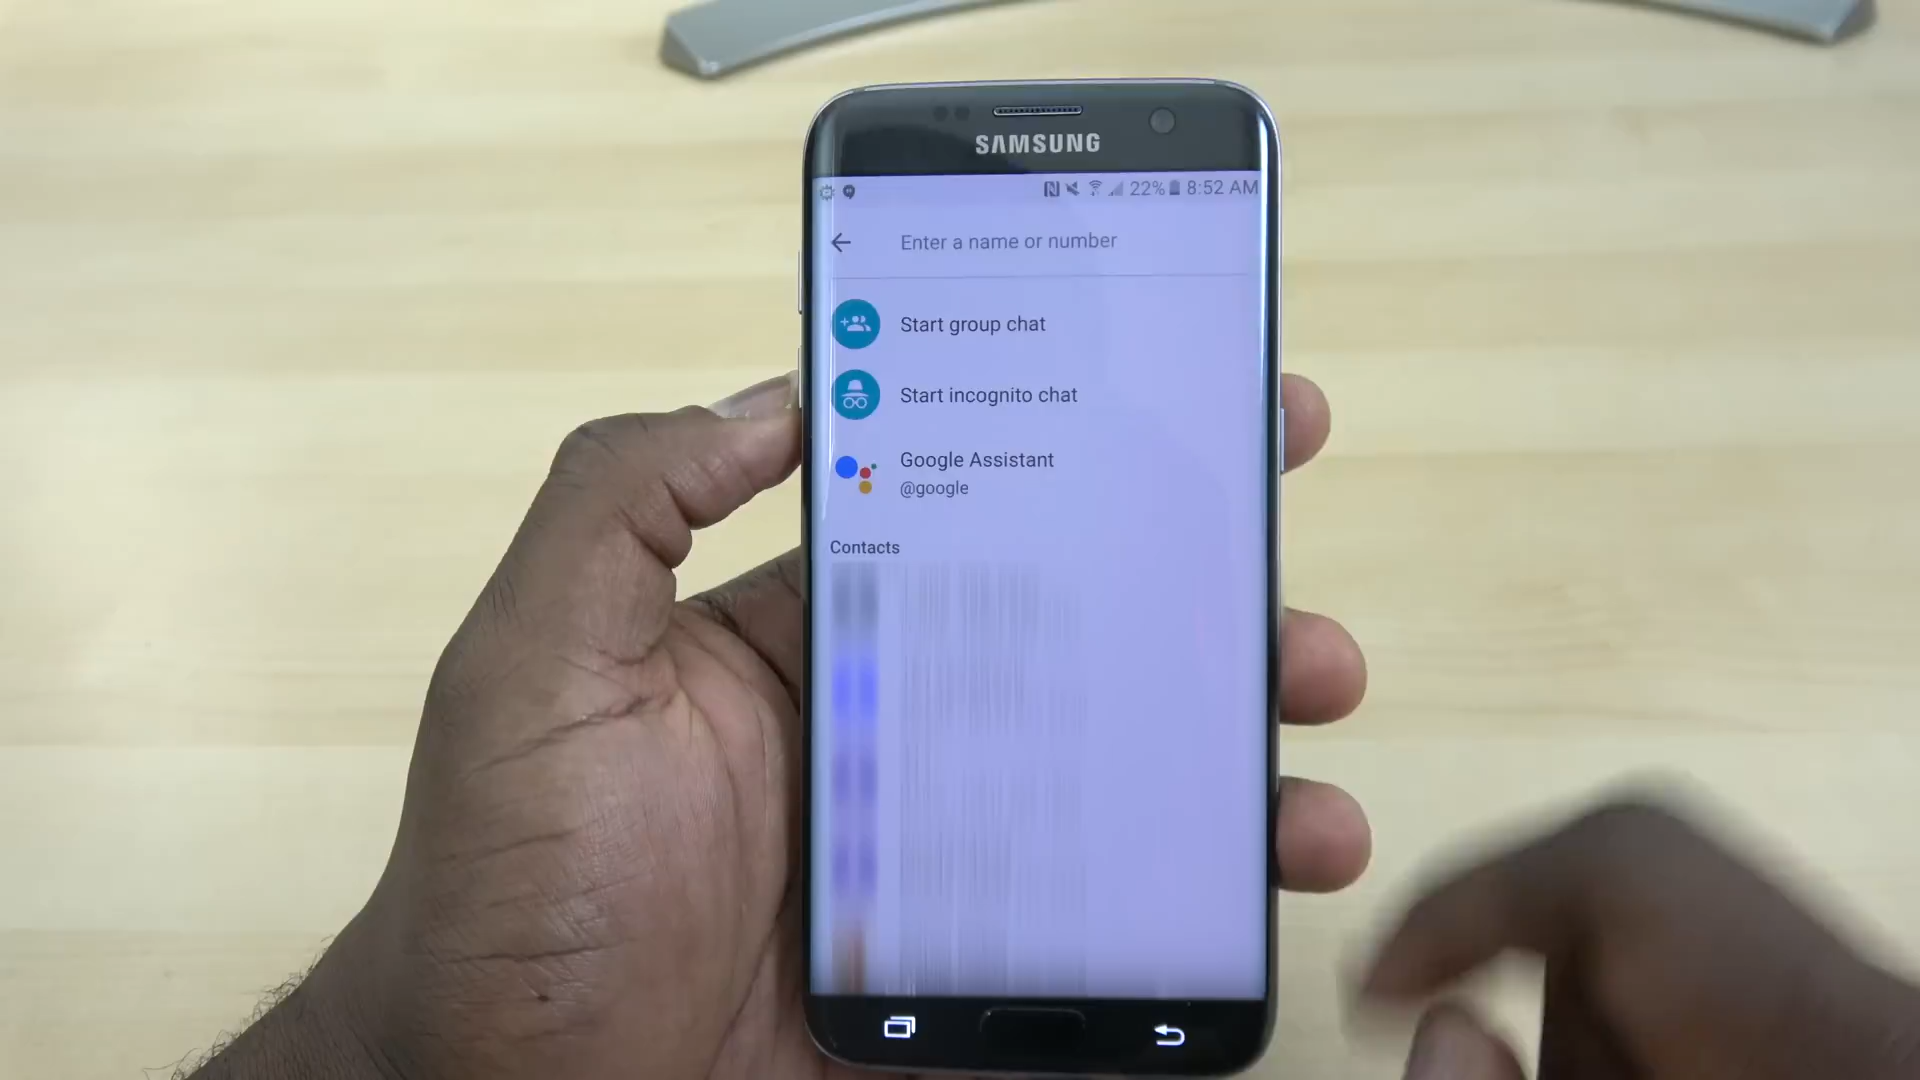 SAMSUNG
22% 8:52 AM
Enter a name or number
Start group chat
Start incognito chat
Google Assistant
@google
Contacts